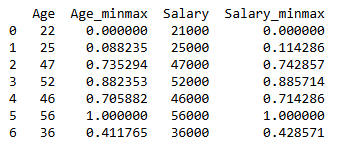 Age Age_minmax Salary Salary_minmax
0 22 0.000000 21000 0.000000
1 25 0.088235 25000 0.114286
2 47 0.735294 47000 0.742857
3 52 0.882353 52000 0.885714
4 46 0.705882 46000 0.714286
5 56 1.000000 56000 1.000000
6 36 0.411765 36000 0.428571